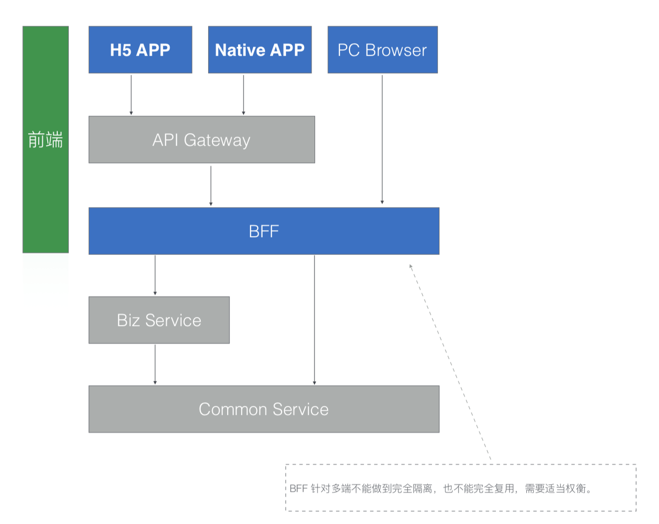 H5 APP
Native APP
PC Browser
前端
API Gateway
BFF
Biz Service
Common Service
BFF 针对多端不能做到完全隔离，也不能完全复用，需要适当权衡。